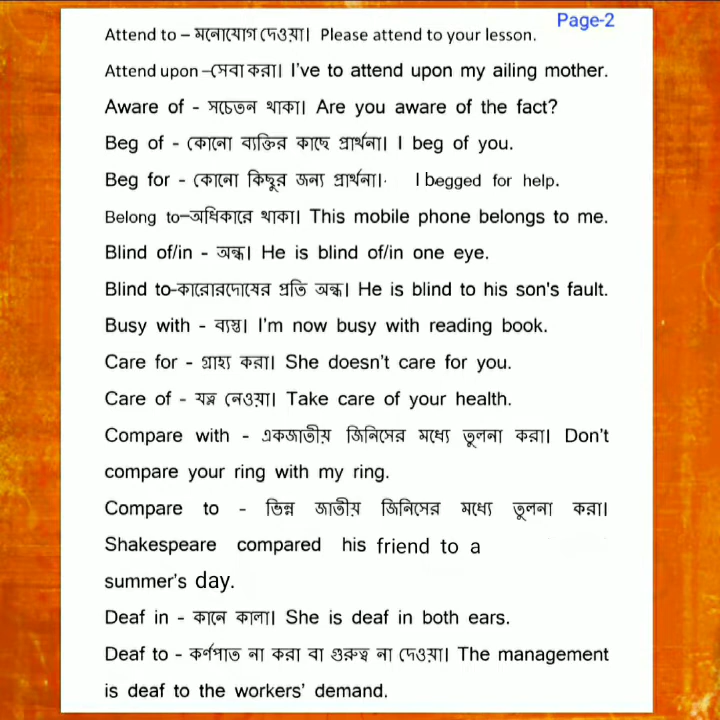 Page-2
Attend to – মনোযোগ দেওয়া। Please attend to your lesson.
Attend upon –সেবা করা। I've to attend upon my ailing mother.
Aware of - সচেতন থাকা। Are you aware of the fact?
Beg of - কোনো ব্যক্তির কাছে প্রার্থনা। I beg of you.
Beg for - কোনো কিছুর জন্য প্রার্থনা। I begged for help.
Belong to–অধিকারে থাকা। This mobile phone belongs to me.
Blind of/in - অন্ধ। He is blind of/in one eye.
Blind to-কারোরদোষের প্রতি অন্ধ। He is blind to his son's fault.
Busy with - ব্যস্ত। I'm now busy with reading book.
Care for - গ্রাহ্য করা। She doesn't care for you.
Care of - যত্ন নেওয়া। Take care of your health.
Compare with - একজাতীয় জিনিসের মধ্যে তুলনা করা। Don't
compare your ring with my ring.
Compare to - ভিন্ন জাতীয় জিনিসের মধ্যে তুলনা করা।
Shakespeare compared his friend to a
summer's day.
Deaf in - কানে কালা। She is deaf in both ears.
Deaf to - কর্ণপাত না করা বা গুরুত্ব না দেওয়া। The management
is deaf to the workers' demand.